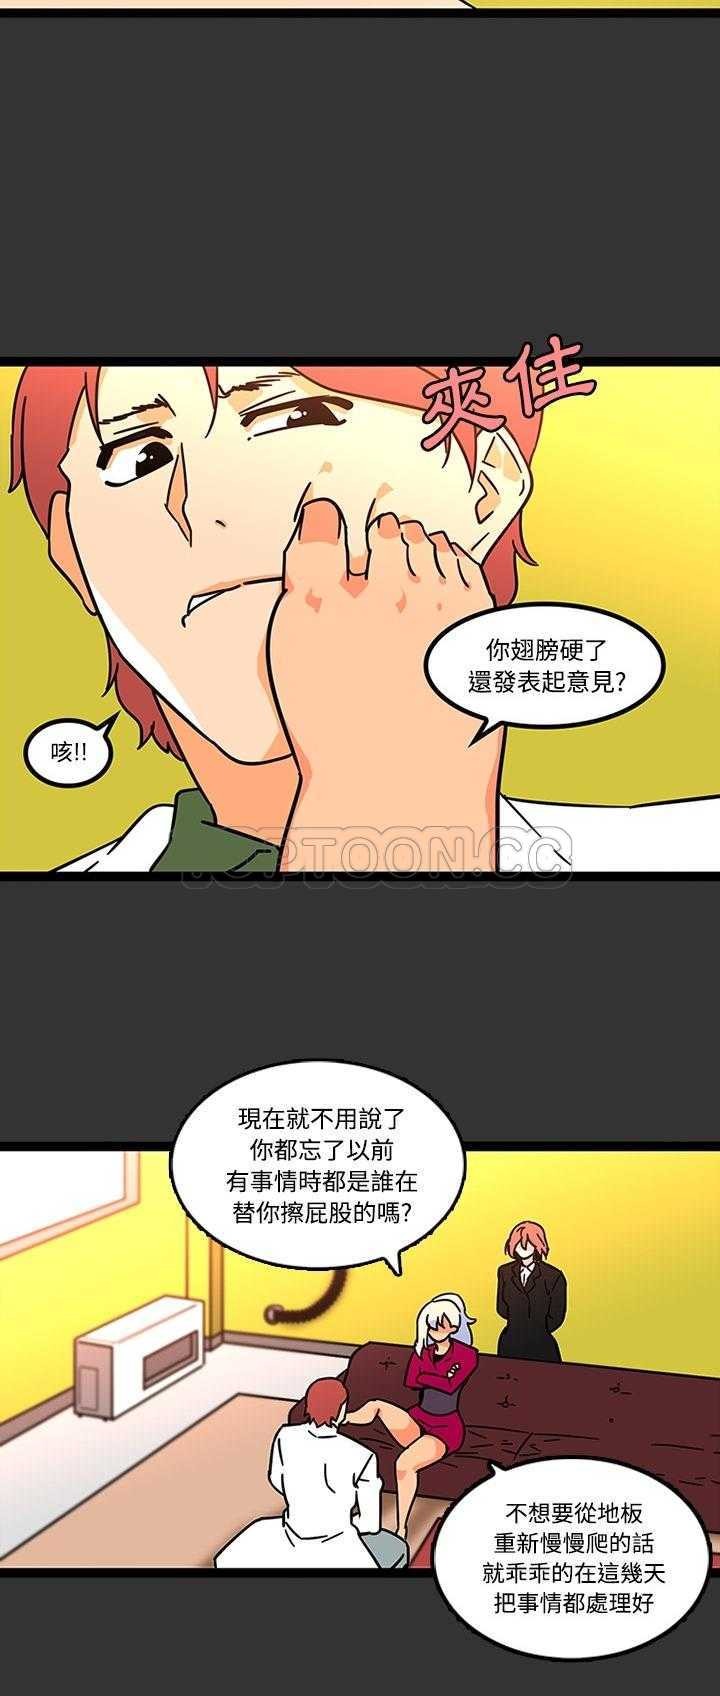 夾住
你翅膀硬了
還發表起意見?
咳!!
TOPTOON.CC
現在就不用說了
你都忘了以前
有事情時都是誰在
替你擦屁股的嗎?
不想要從地板
重新慢慢爬的話
就乖乖的在這幾天
把事情都處理好